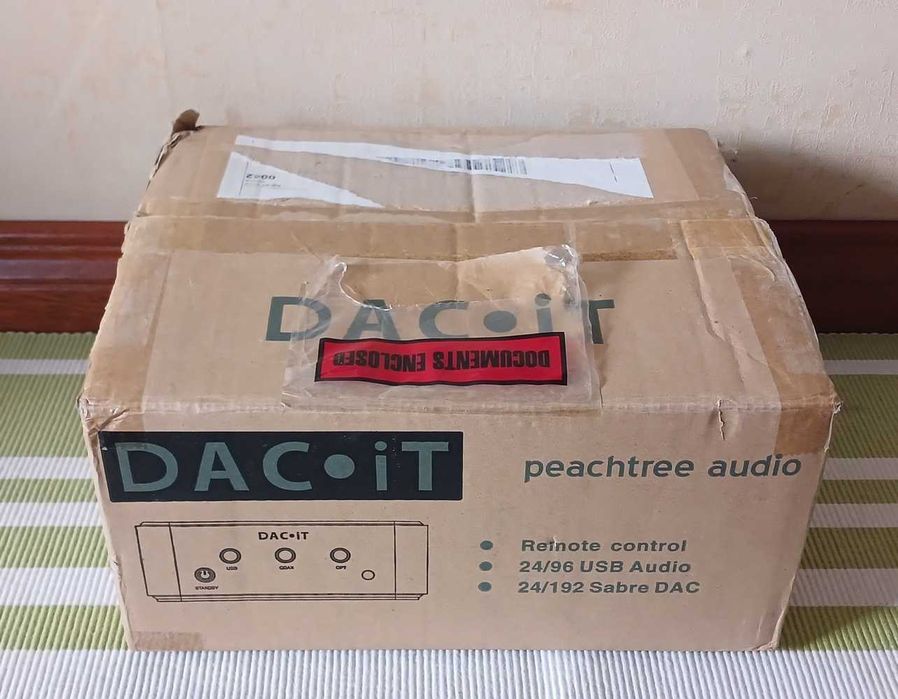 0002
DAC•iT
DOCUMENTS ENCLOSED
DAC•iT
peachtree audio
DAC•iT
USB
COAX
OPT
STANDBY
• Remote control
• 24/96 USB Audio
• 24/192 Sabre DAC